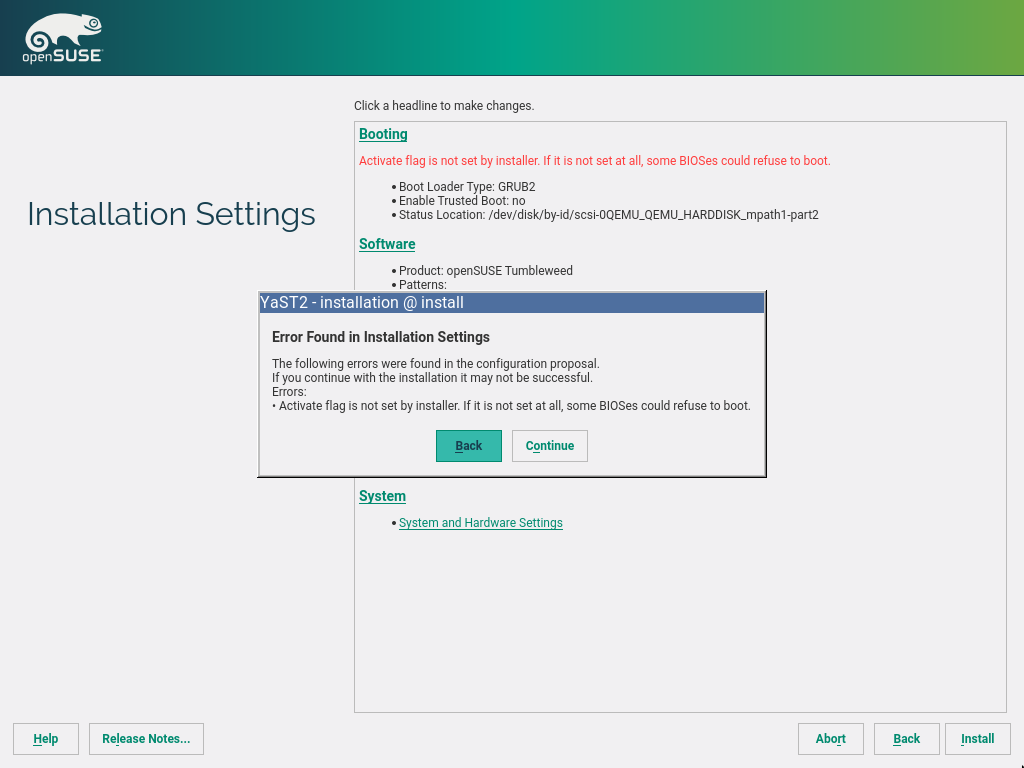 openSUSE
Click a headline to make changes.
Booting
Activate flag is not set by installer. If it is not set at all, some BIOSes could refuse to boot.
• Boot Loader Type: GRUB2
• Enable Trusted Boot: no
• Status Location: /dev/disk/by-id/scsi-0QEMU_QEMU_HARDDISK_mpath1-part2
Installation Settings
Software
• Product: openSUSE Tumbleweed
• Patterns:
YaST2 - installation @ install
Error Found in Installation Settings
The following errors were found in the configuration proposal.
If you continue with the installation it may not be successful.
Errors:
• Activate flag is not set by installer. If it is not set at all, some BIOSes could refuse to boot.
Back Continue
System
• System and Hardware Settings
Help Release Notes... Abort Back Install